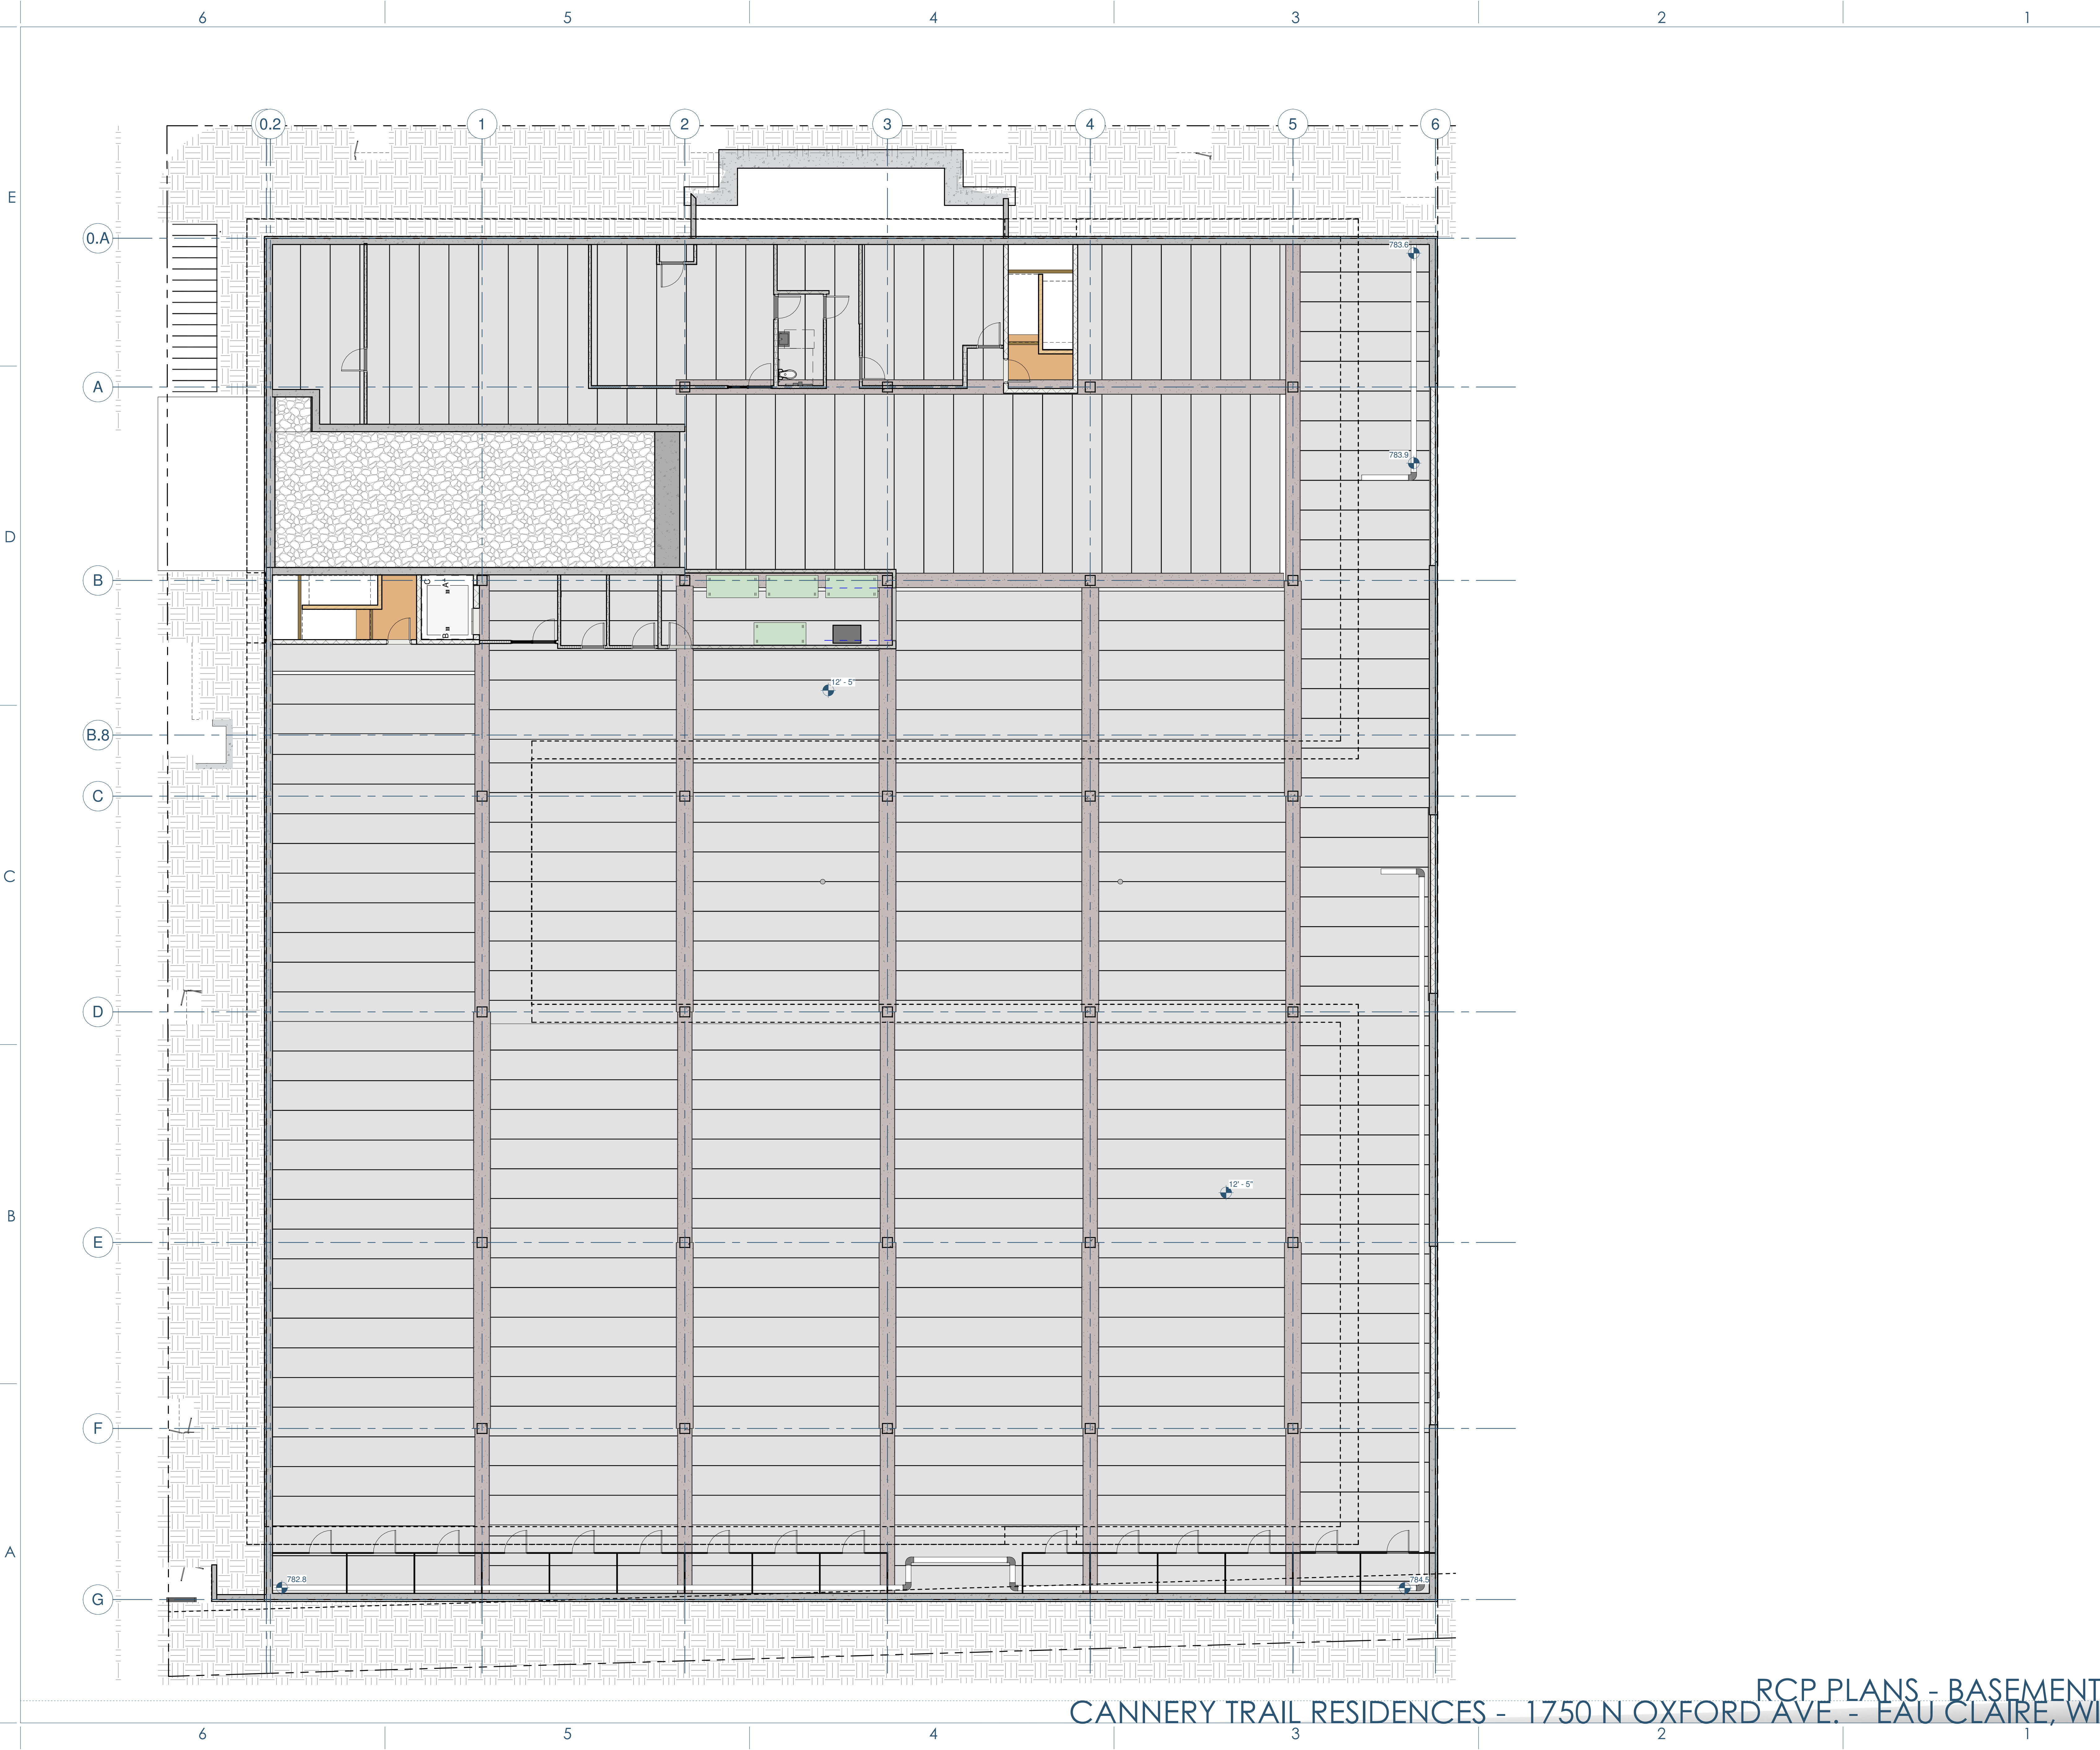 6 5 4 3 2 1
0.2 1 2 3 4 5 6
E
0.A
783.6
A
783.9
D
B
C
A
B
12' - 5"
B.8
C
C
D
12' - 5"
B
E
F
A
782.8
784.5
G
RCP PLANS - BASEMENT
CANNERY TRAIL RESIDENCES - 1750 N OXFORD AVE. - EAU CLAIRE, WI
6 5 4 3 2 1